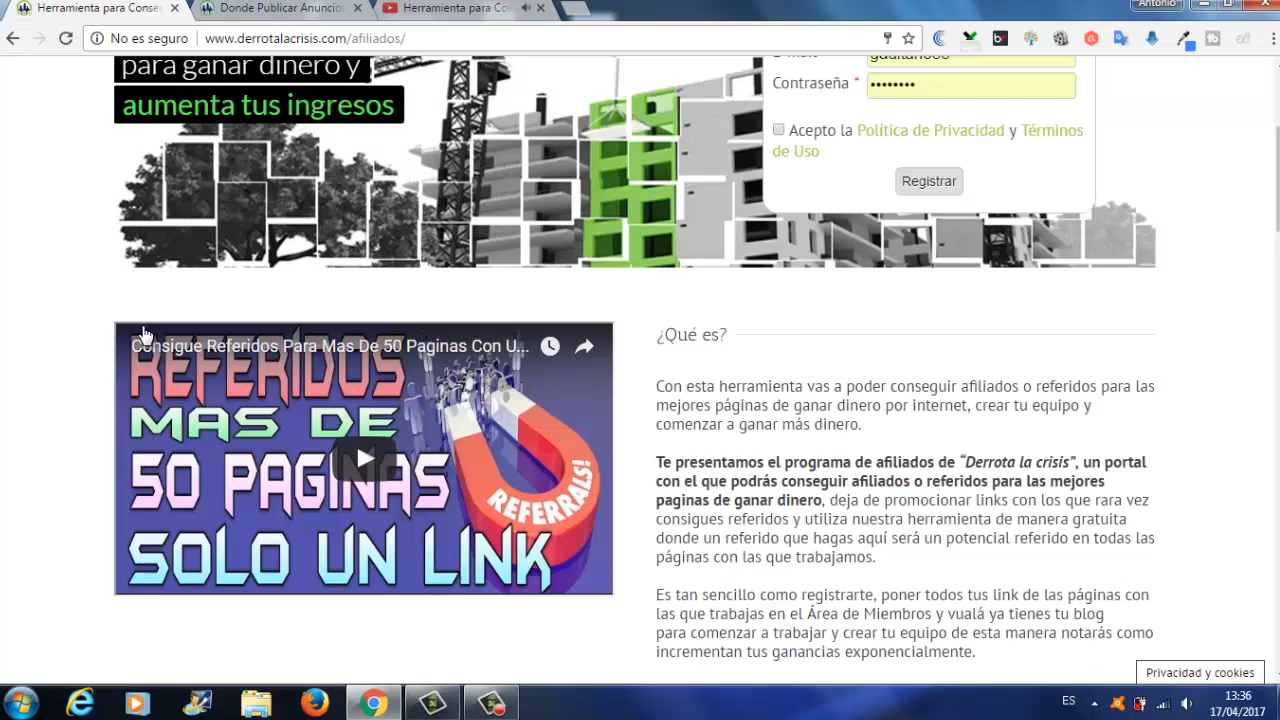 Herramienta para Conse
Donde Publicar Anuncios
Herramienta para Co
Antonio
No es seguro
www.derrotalacrisis.com/afiliados/
para ganar dinero y
aumenta tus ingresos
Contraseña *
••••••••
Acepto la Política de Privacidad y Términos
de Uso
Registrar
Consigue Referidos Para Mas De 50 Paginas Con U...
REFERIDOS
MAS DE
50 PAGINAS
SOLO UN LINK
REFERRALS!
¿Qué es?
Con esta herramienta vas a poder conseguir afiliados o referidos para las
mejores páginas de ganar dinero por internet, crear tu equipo y
comenzar a ganar más dinero.
Te presentamos el programa de afiliados de “Derrota la crisis”, un portal
con el que podrás conseguir afiliados o referidos para las mejores
paginas de ganar dinero, deja de promocionar links con los que rara vez
consigues referidos y utiliza nuestra herramienta de manera gratuita
donde un referido que hagas aquí será un potencial referido en todas las
páginas con las que trabajamos.
Es tan sencillo como registrarte, poner todos tus link de las páginas con
las que trabajas en el Área de Miembros y vualá ya tienes tu blog
para comenzar a trabajar y crear tu equipo de esta manera notarás como
incrementan tus ganancias exponencialmente.
Privacidad y cookies
ES
13:36
17/04/2017